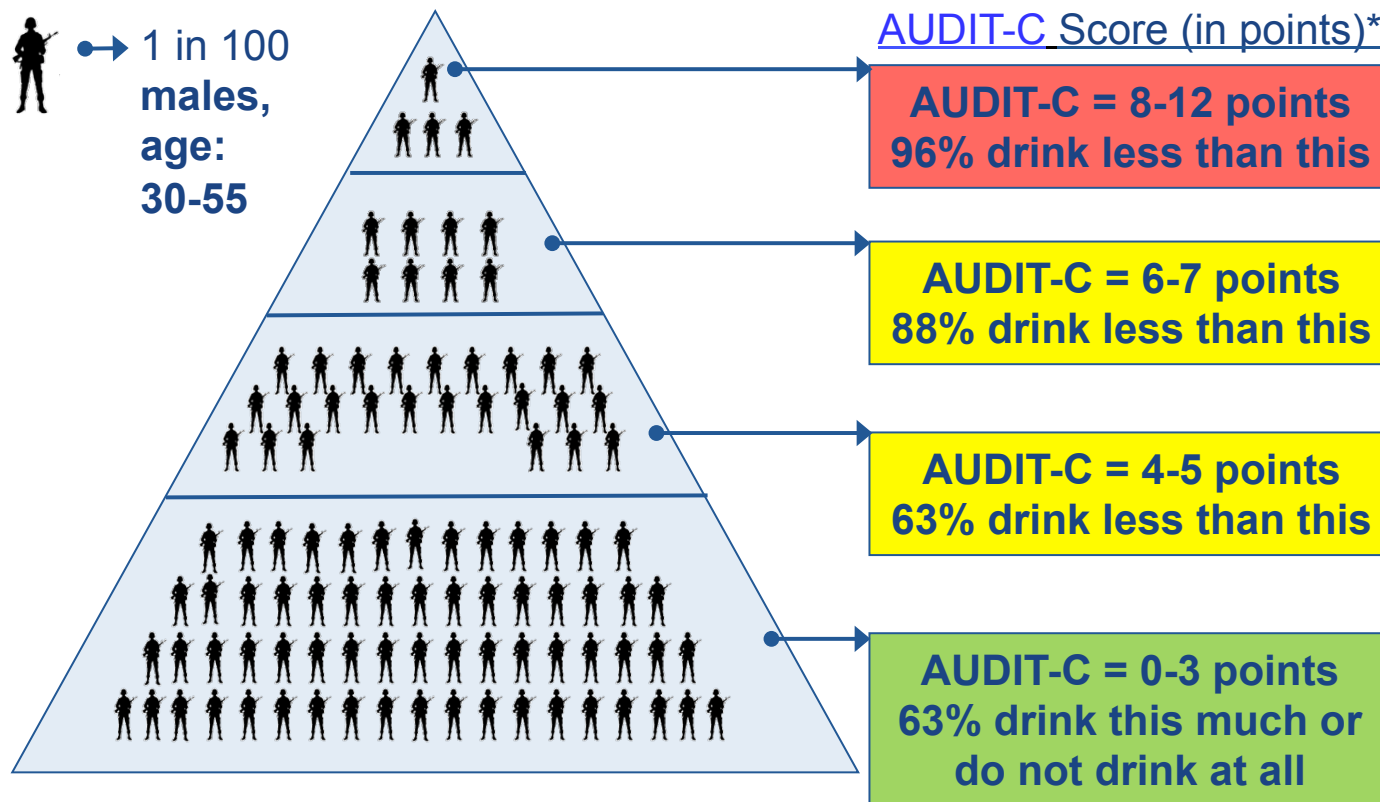 1 in 100
males,
age:
30-55
AUDIT-C Score (in points)*
AUDIT-C = 8-12 points
96% drink less than this
AUDIT-C = 6-7 points
88% drink less than this
AUDIT-C = 4-5 points
63% drink less than this
AUDIT-C = 0-3 points
63% drink this much or
do not drink at all